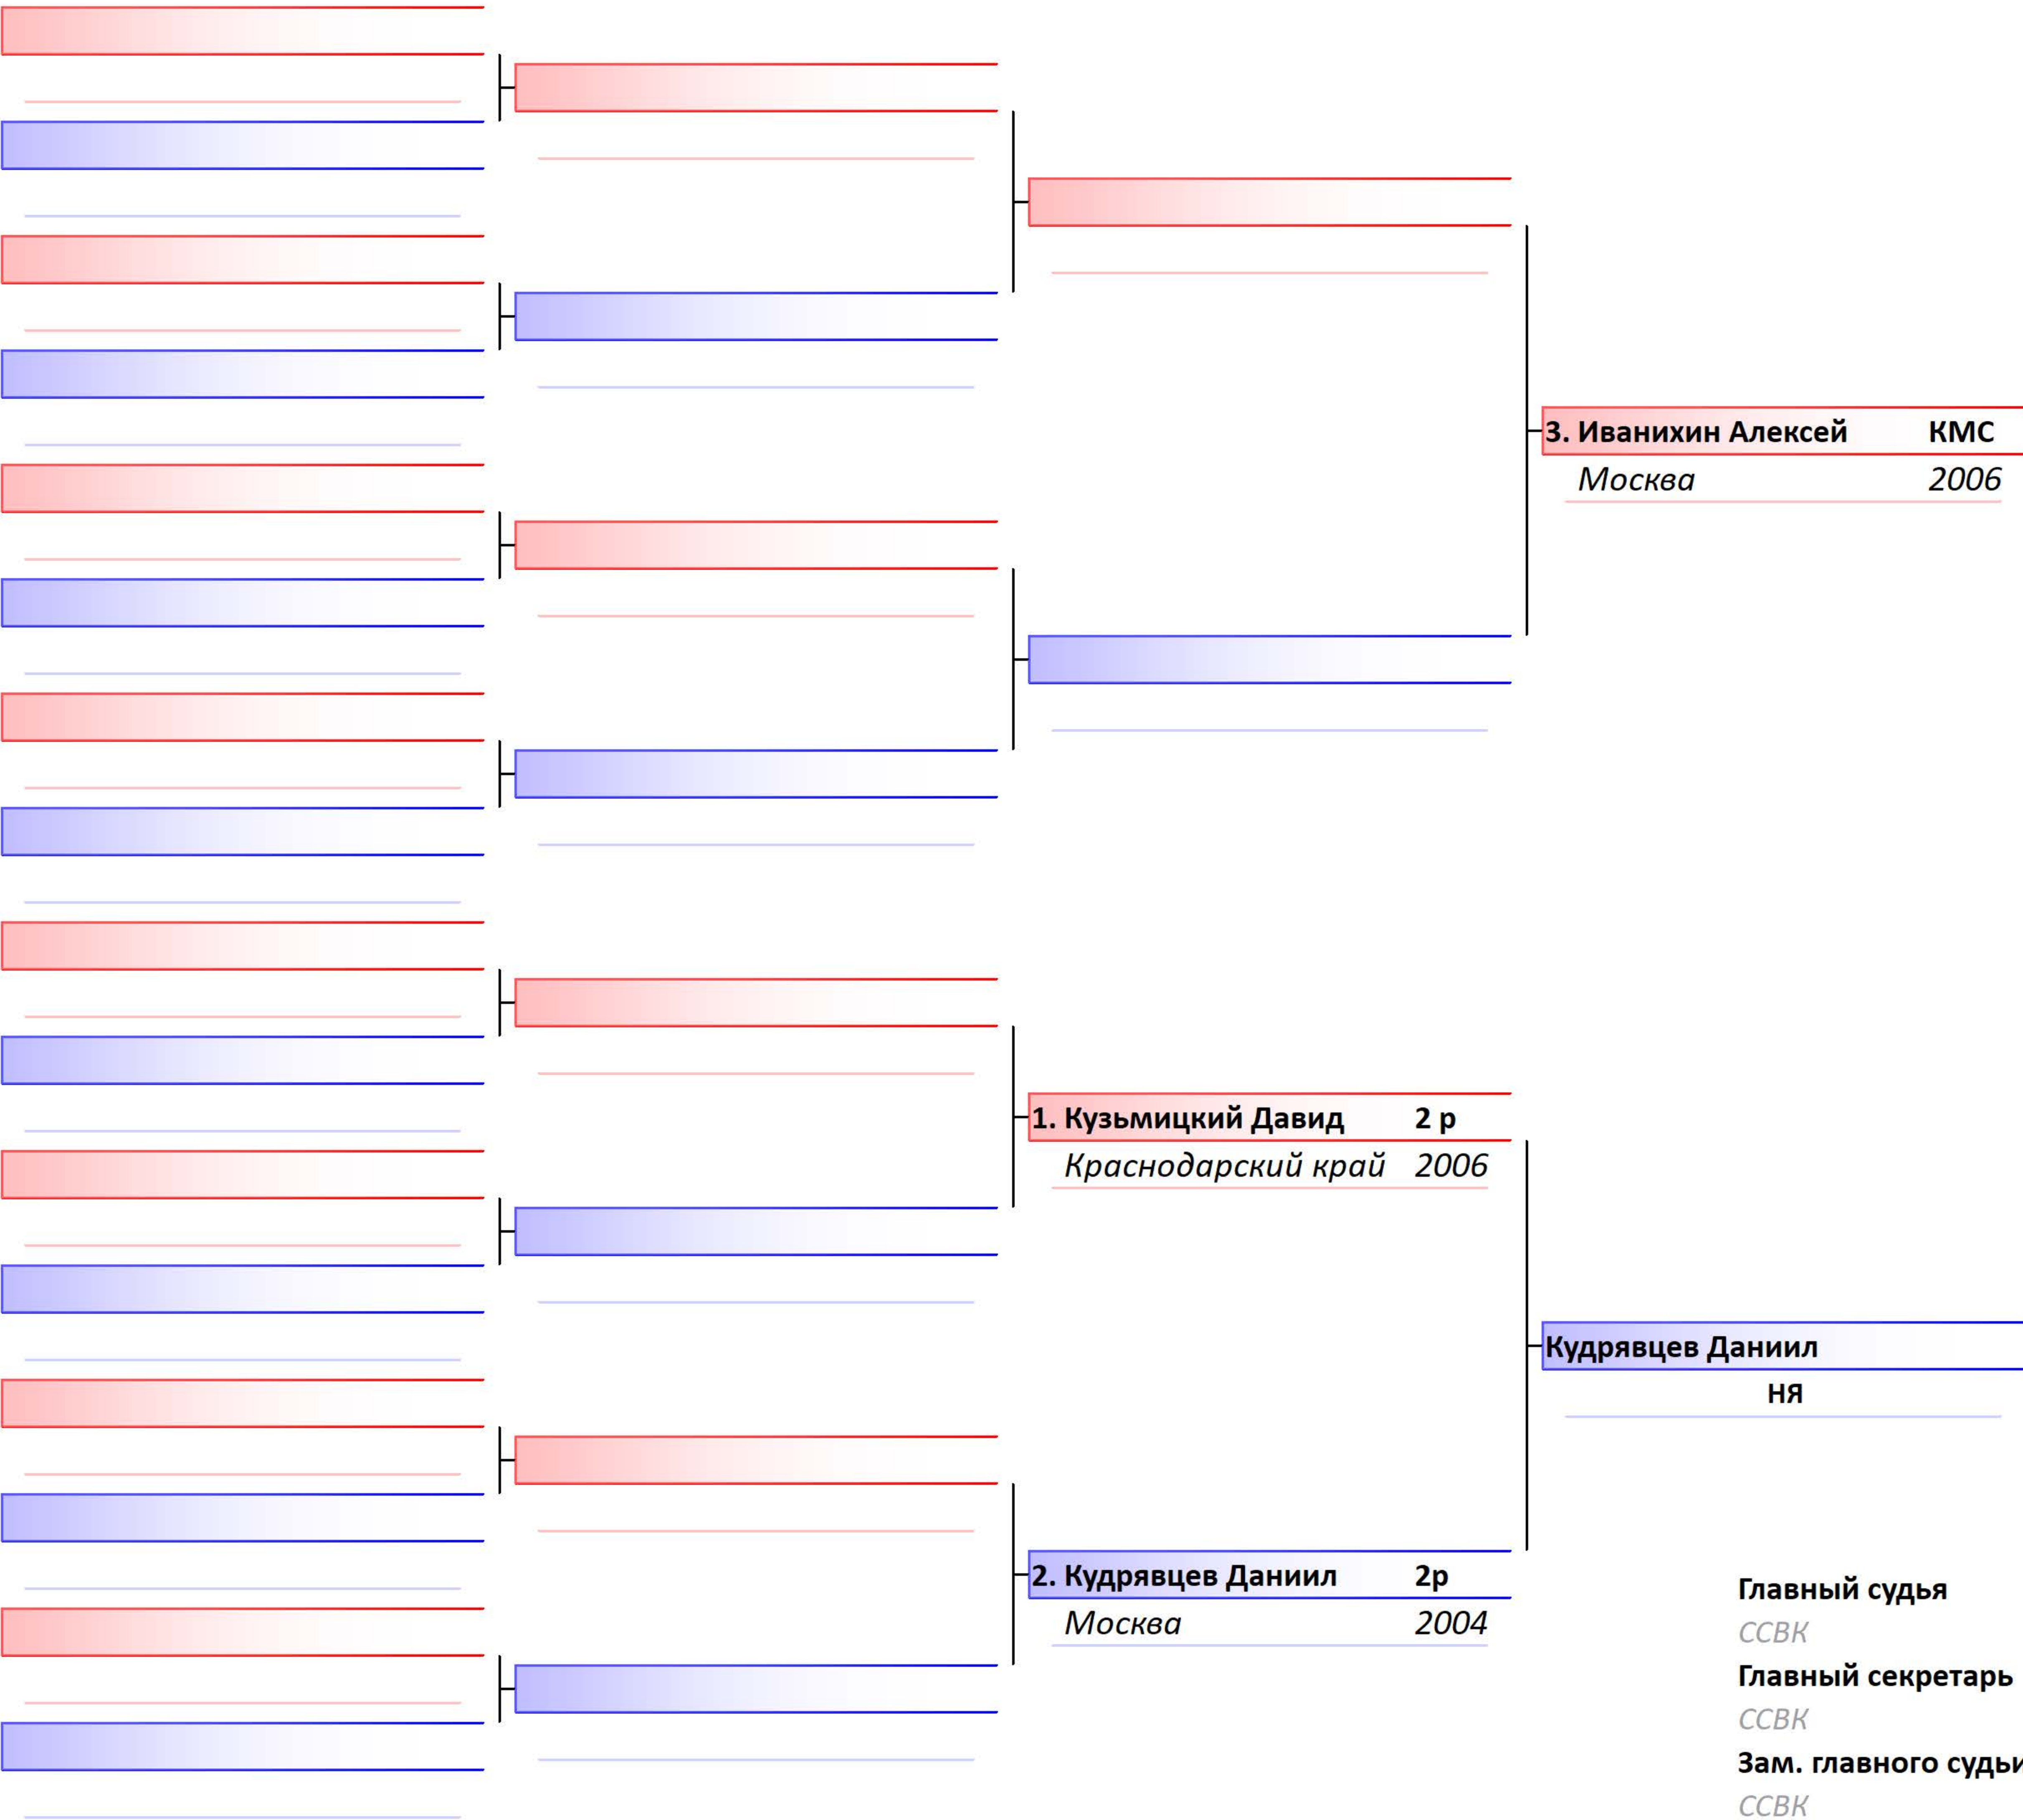 3. Иванихин Алексей КМС
Москва 2006
1. Кузьмицкий Давид 2 р
Краснодарский край 2006
Кудрявцев Даниил
НЯ
2. Кудрявцев Даниил 2р
Москва 2004
Главный судья
ССВК
Главный секретарь
ССВК
Зам. главного судьи
ССВК